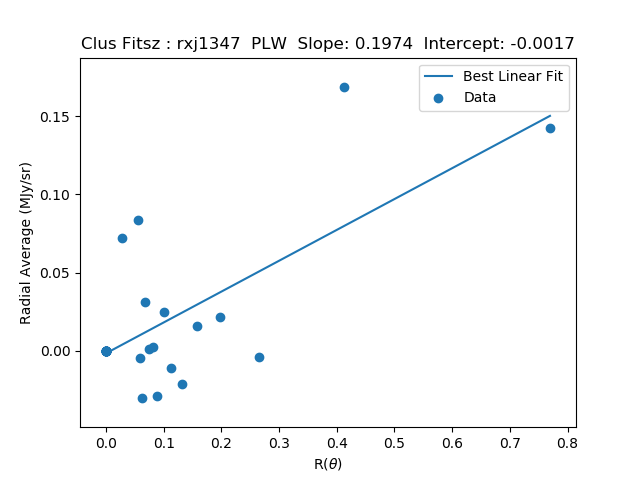 Clus Fitsz : rxj1347  PLW  Slope: 0.1974  Intercept: -0.0017
Best Linear Fit
Data
Radial Average (MJy/sr)
0.15
0.10
0.05
0.00
0.0 0.1 0.2 0.3 0.4 0.5 0.6 0.7 0.8
R(θ)